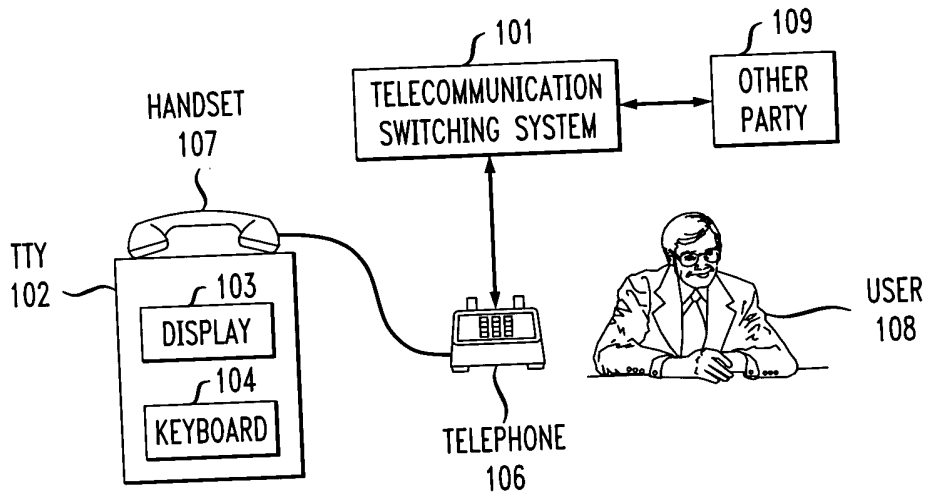 101
109
TELECOMMUNICATION
SWITCHING SYSTEM
OTHER
PARTY
HANDSET
107
TTY
102
103
DISPLAY
104
KEYBOARD
TELEPHONE
106
USER
108